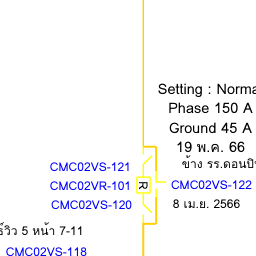 Setting : Norma
Phase 150 A
Ground 45 A
19 พ.ค. 66
ข้าง รร.ดอนปิ
CMC02VS-121
CMC02VR-101
R
CMC02VS-122
CMC02VS-120
8 เม.ย. 2566
ร์วิว 5 หน้า 7-11
CMC02VS-118